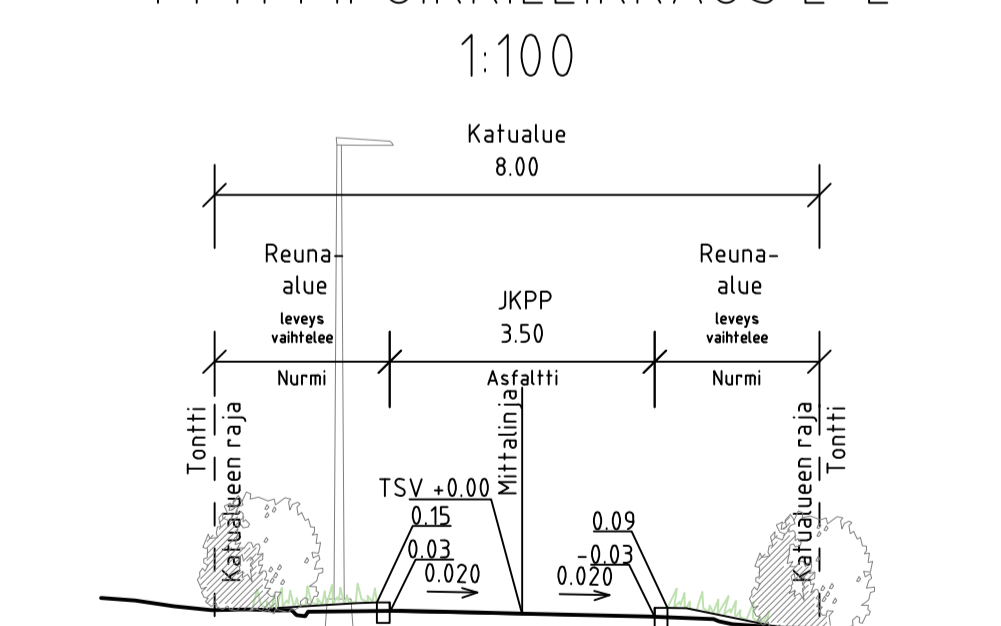 1:100
Katualue
8.00
Reuna-
alue
leveys
vaihtelee
Nurmi
JKPP
3.50
Asfaltti
Reuna-
alue
leveys
vaihtelee
Nurmi
Tontti
Katualueen raja
Mittalinja
Katualueen raja
Tontti
TSV +0.00
0.15
0.03
0.020
0.09
-0.03
0.020